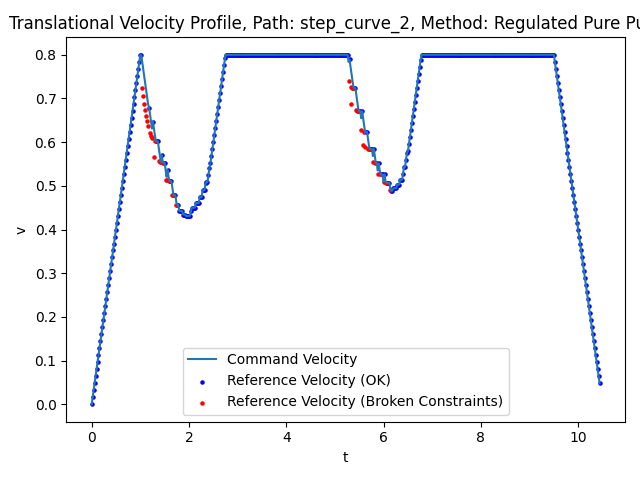 Translational Velocity Profile, Path: step_curve_2, Method: Regulated Pure Pu
0.8
0.7
0.6
0.5
0.4
0.3
0.2
0.1
0.0
v
Command Velocity
Reference Velocity (OK)
Reference Velocity (Broken Constraints)
0
2
4
6
8
10
t